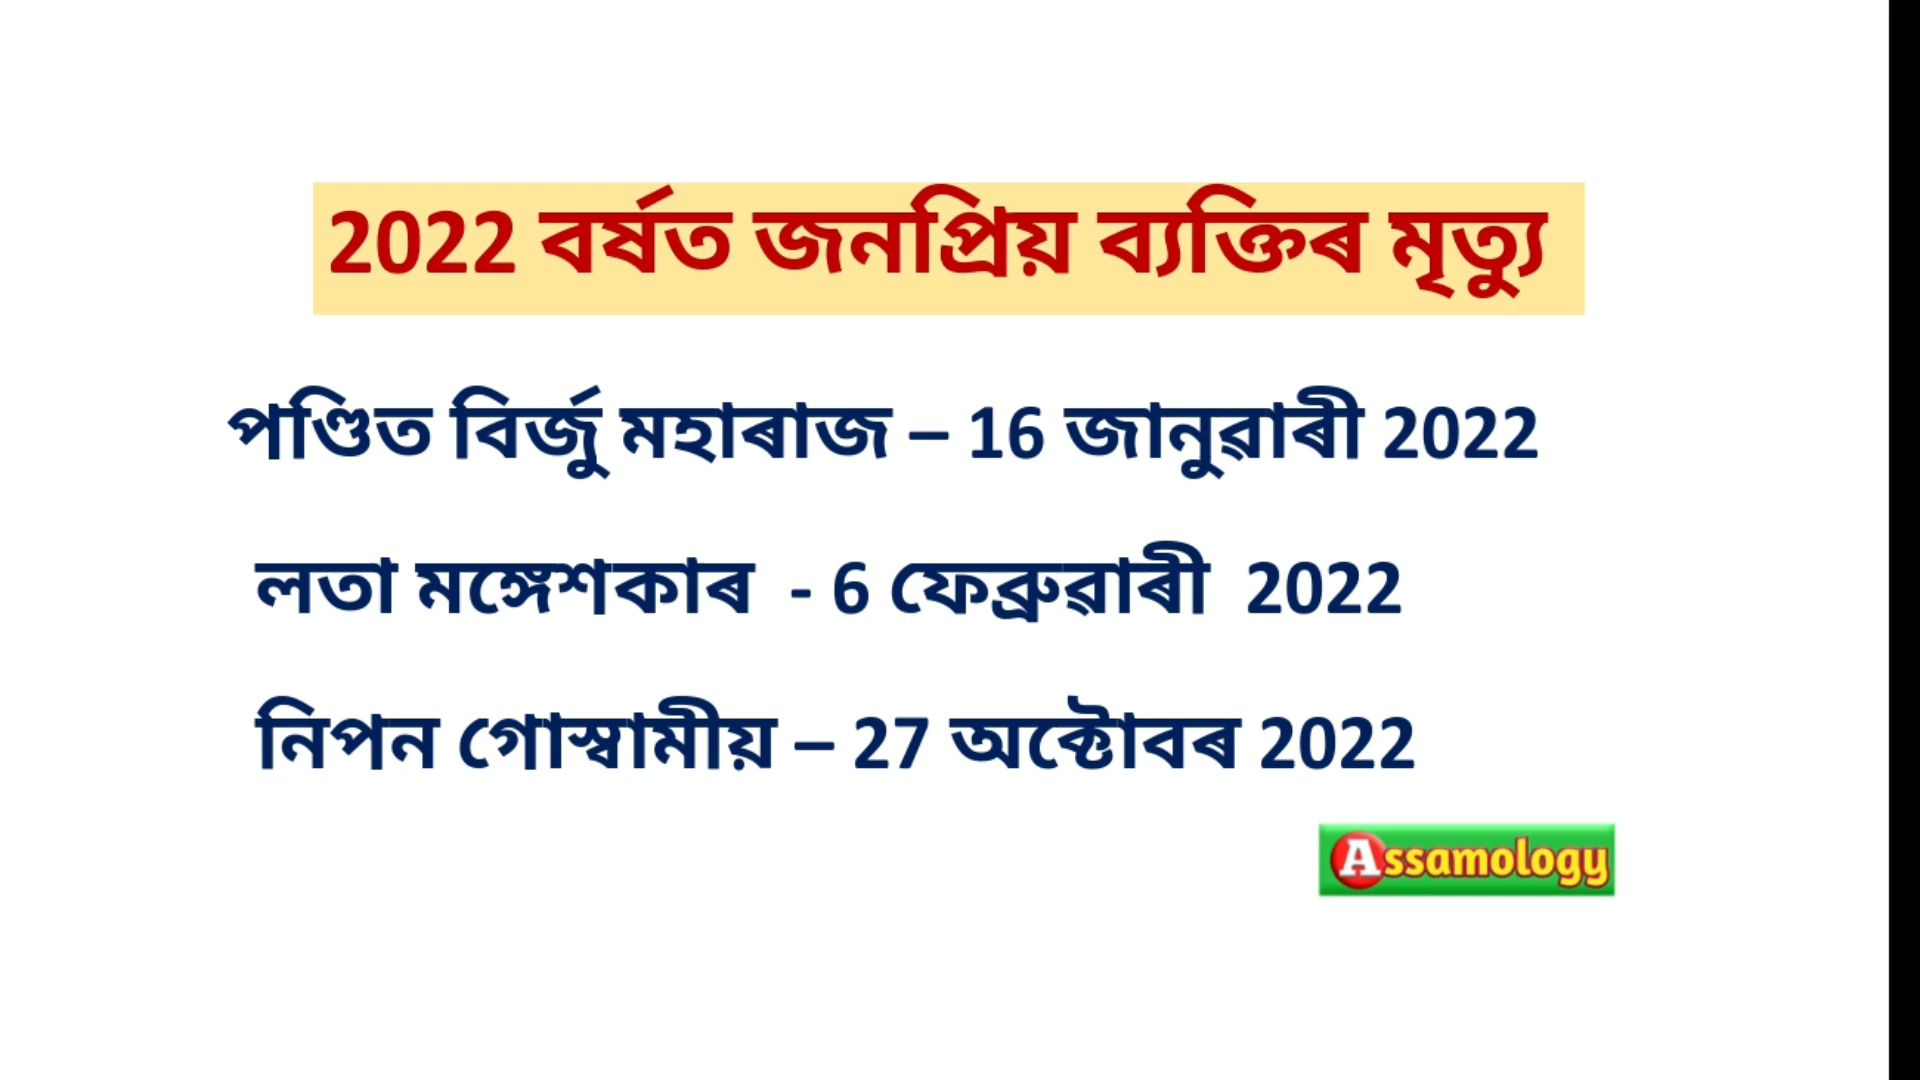 2022 বৰ্ষত জনপ্ৰিয় ব্যক্তিৰ মৃত্যু
পণ্ডিত বিৰ্জু মহাৰাজ – 16 জানুৱাৰী 2022
লতা মঙ্গেশকাৰ - 6 ফেব্ৰুৱাৰী 2022
নিপন গোস্বামীয় – 27 অক্টোবৰ 2022
Assamology